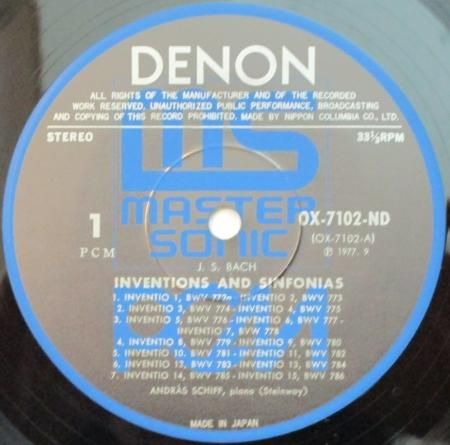 DENON
ALL RIGHTS OF THE MANUFACTURER AND OF THE RECORDED
WORK RESERVED, UNAUTHORIZED PUBLIC PERFORMANCE, BROADCASTING
AND COPYING OF THIS RECORD PROHIBITED. MADE BY NIPPON COLUMBIA CO., LTD.
STEREO 33⅓RPM
MS
MASTER
SONIC
1 OX-7102-ND
PCM (OX-7102-A)
Ⓟ 1977. 9
J. S. BACH
INVENTIONS AND SINFONIAS
1. INVENTIO 1, BWV 772a - INVENTIO 2, BWV 773
2. INVENTIO 3, BWV 774 - INVENTIO 4, BWV 775
3. INVENTIO 5, BWV 776 - INVENTIO 6, BWV 777 -
INVENTIO 7, BVW 778
4. INVENTIO 8, BWV 779 - INVENTIO 9, BWV 780
5. INVENTIO 10, BWV 781 - INVENTIO 11, BWV 782
6. INVENTIO 12, BWV 783 - INVENTIO 13, BWV 784
7. INVENTIO 14, BWV 785 - INVENTIO 15, BWV 786
ANDRÁS SCHIFF, piano (Steinway)
MADE IN JAPAN